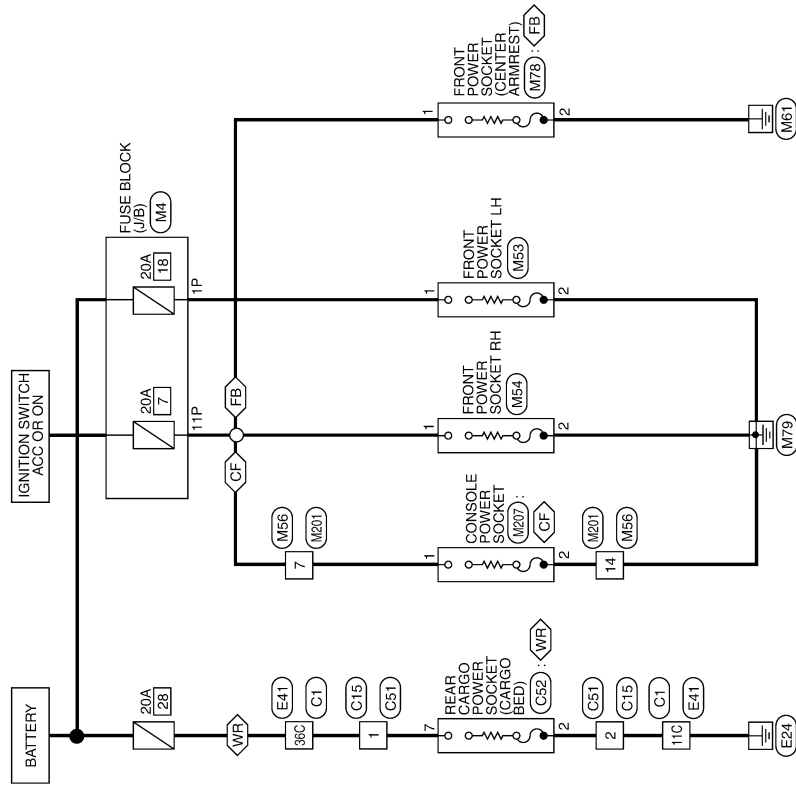 BATTERY
IGNITION SWITCH
ACC OR ON
FUSE BLOCK
(J/B)
M4
20A
28
20A
7
20A
18
11P
1P
WR
CF
FB
E41
36C
C1
C15
1
C51
M56
7
M201
7
REAR
CARGO
POWER
SOCKET
(CARGO
BED)
C52 : WR
2
1
CONSOLE
POWER
SOCKET
M207 :
CF
2
1
FRONT
POWER
SOCKET RH
M54
2
1
FRONT
POWER
SOCKET LH
M53
2
1
FRONT
POWER
SOCKET
(CENTER
ARMREST)
M78 : FB
2
C51
2
C15
C1
11C
E41
M201
14
M56
E24
M79
M61